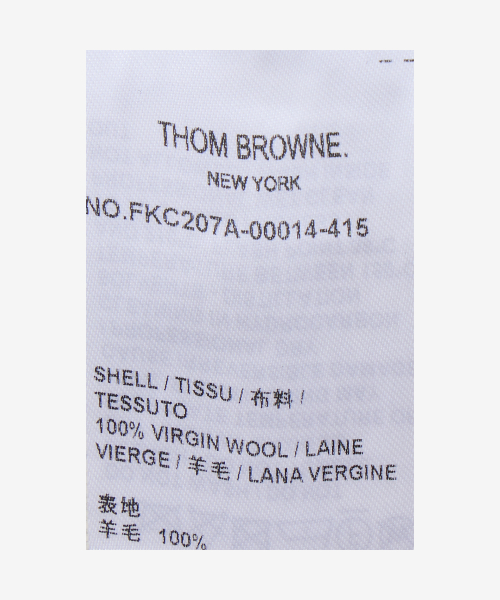 THOM BROWNE.
NEW YORK
NO.FKC207A-00014-415
SHELL / TISSU / 布料 /
TESSUTO
100% VIRGIN WOOL / LAINE
VIERGE / 羊毛 / LANA VERGINE
表地
羊毛 100%